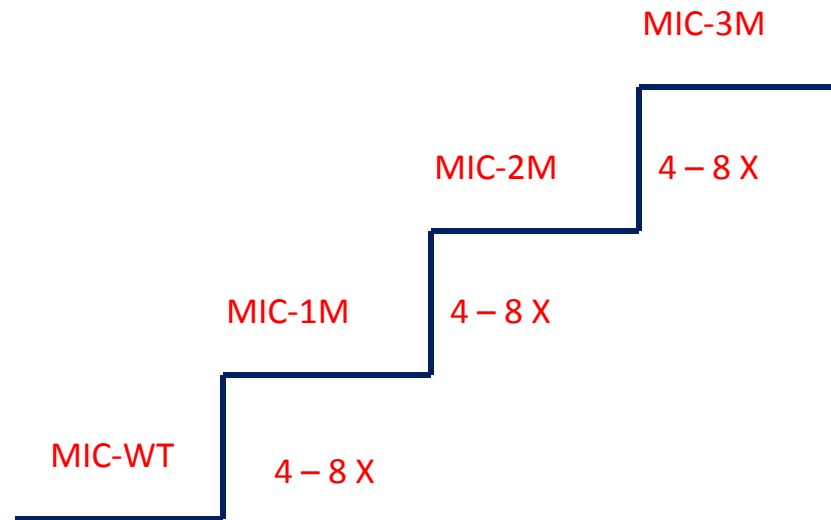 MIC-3M
MIC-2M
4 – 8 X
MIC-1M
4 – 8 X
MIC-WT
4 – 8 X